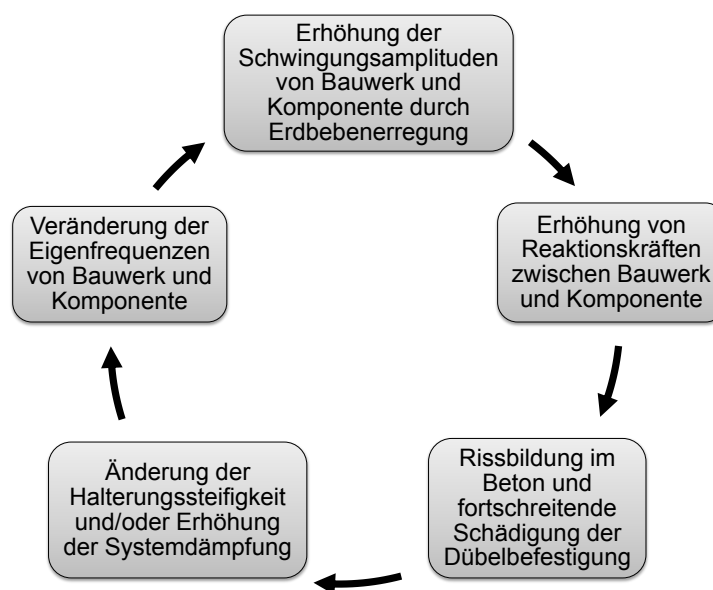 Erhöhung der
Schwingungsamplituden
von Bauwerk und
Komponente durch
Erdbebenerregung
Erhöhung von
Reaktionskräften
zwischen Bauwerk
und Komponente
Rissbildung im
Beton und
fortschreitende
Schädigung der
Dübelbefestigung
Änderung der
Halterungssteifigkeit
und/oder Erhöhung
der Systemdämpfung
Veränderung der
Eigenfrequenzen
von Bauwerk und
Komponente